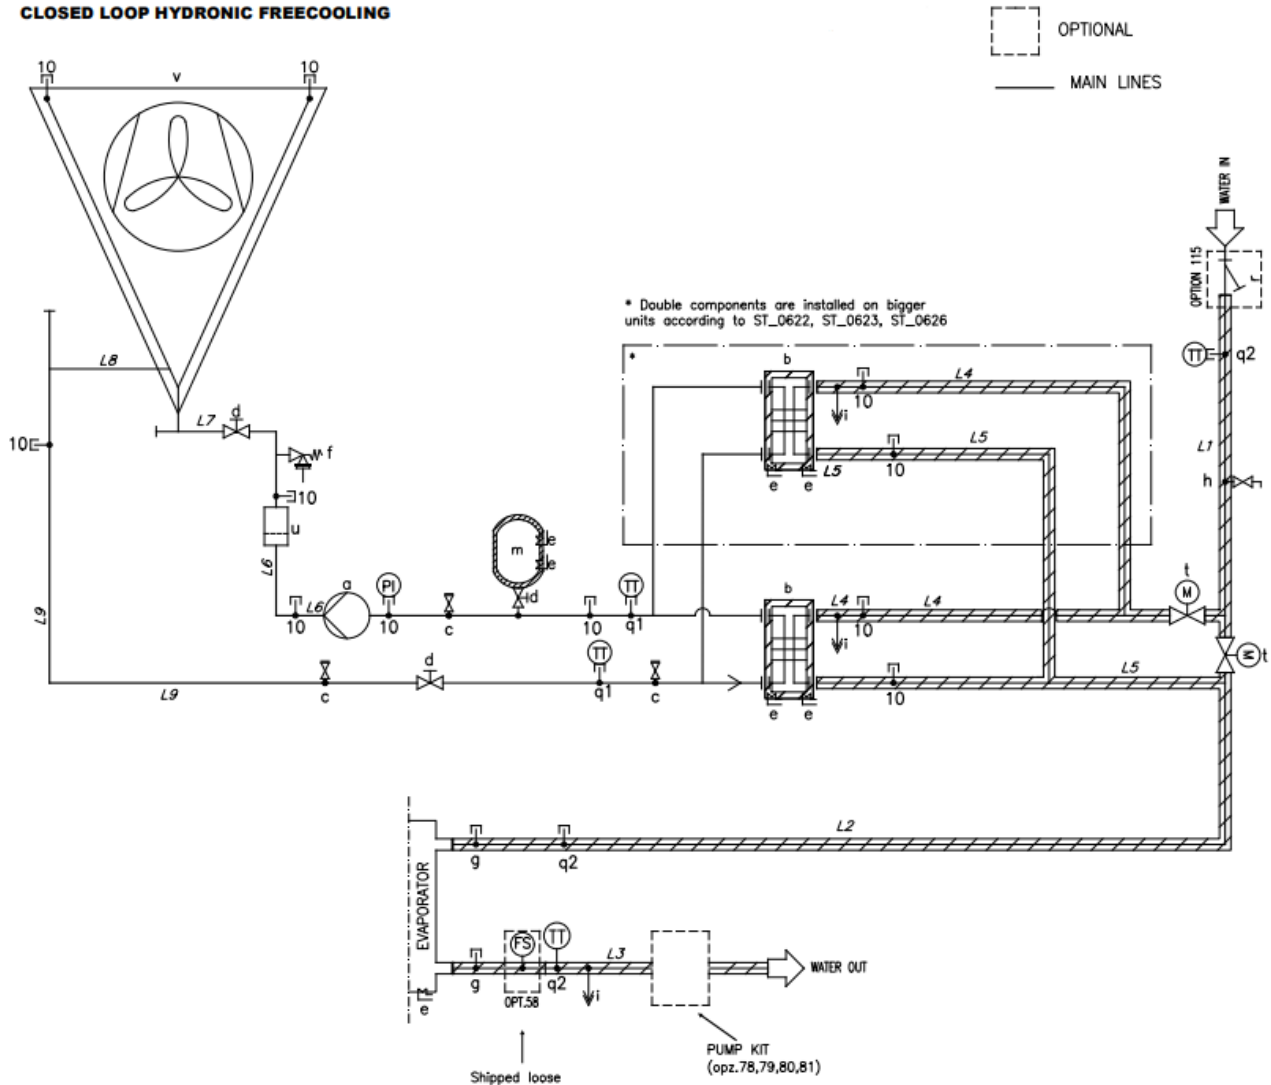 CLOSED LOOP HYDRONIC FREECOOLING
OPTIONAL
MAIN LINES
10
v
10
WATER IN
OPTION 115
r
* Double components are installed on bigger
units according to ST_0622, ST_0623, ST_0626
*
b
TT
q2
L8
L4
10
i
L7
d
10
f
L5
L5
10
L1
e
e
h
10
u
m
e
e
L6
a
PI
TT
b
t
M
L9
L6
d
L4
L4
10
10
c
10
q1
10
i
TT
M
t
d
L5
L9
c
q1
c
10
e
e
L2
g
q2
EVAPORATOR
FS
TT
L3
WATER OUT
g
q2
i
e
OPT.58
PUMP KIT
(opz.78,79,80,81)
Shipped loose